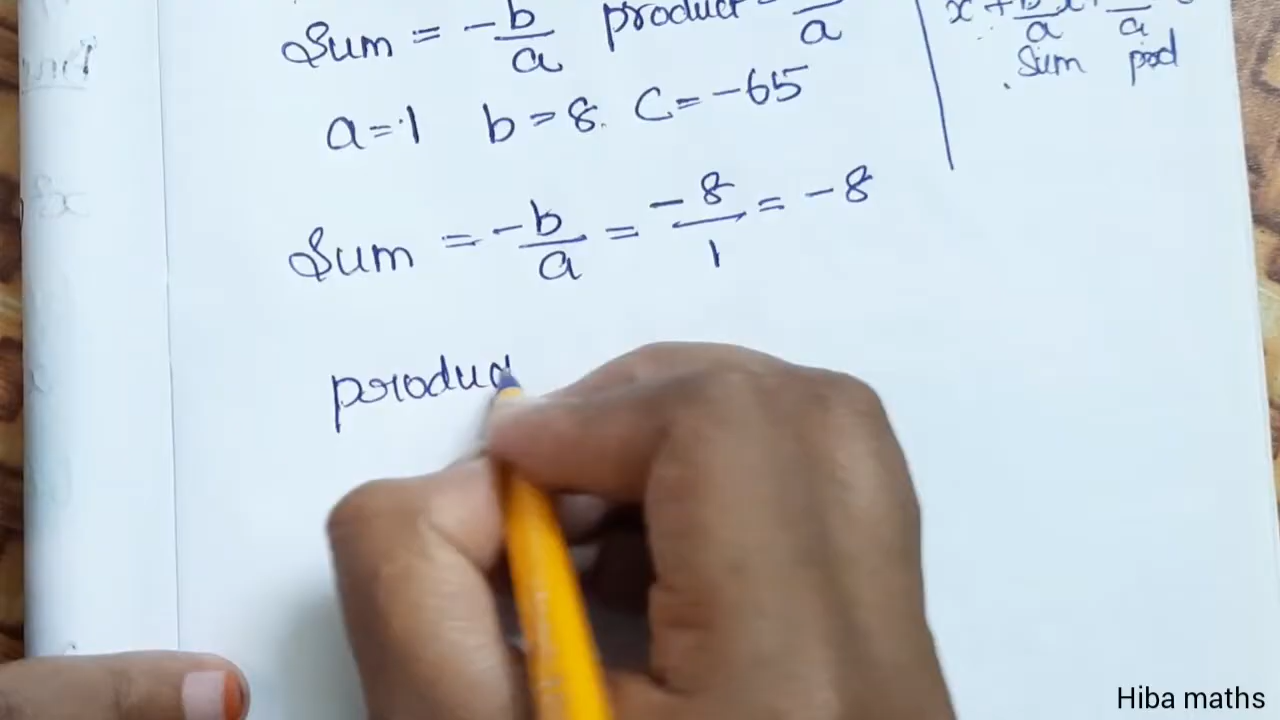 Sum = -b/a product - /a
x + b/a x + /a
Sum prod
a = 1 b = 8. C = -65
Sum = -b/a = -8/1 = -8
produc
Hiba maths